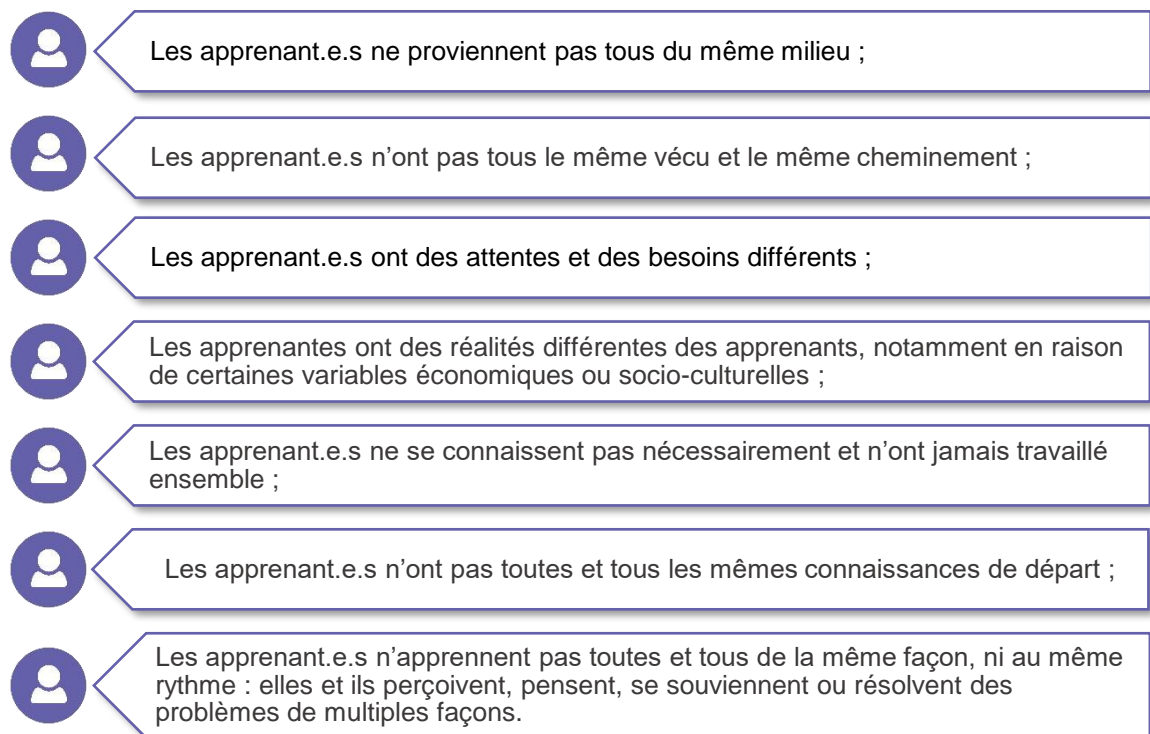 Les apprenant.e.s ne proviennent pas tous du même milieu ;
Les apprenant.e.s n’ont pas tous le même vécu et le même cheminement ;
Les apprenant.e.s ont des attentes et des besoins différents ;
Les apprenantes ont des réalités différentes des apprenants, notamment en raison
de certaines variables économiques ou socio-culturelles ;
Les apprenant.e.s ne se connaissent pas nécessairement et n’ont jamais travaillé
ensemble ;
Les apprenant.e.s n’ont pas toutes et tous les mêmes connaissances de départ ;
Les apprenant.e.s n’apprennent pas toutes et tous de la même façon, ni au même
rythme : elles et ils perçoivent, pensent, se souviennent ou résolvent des
problèmes de multiples façons.